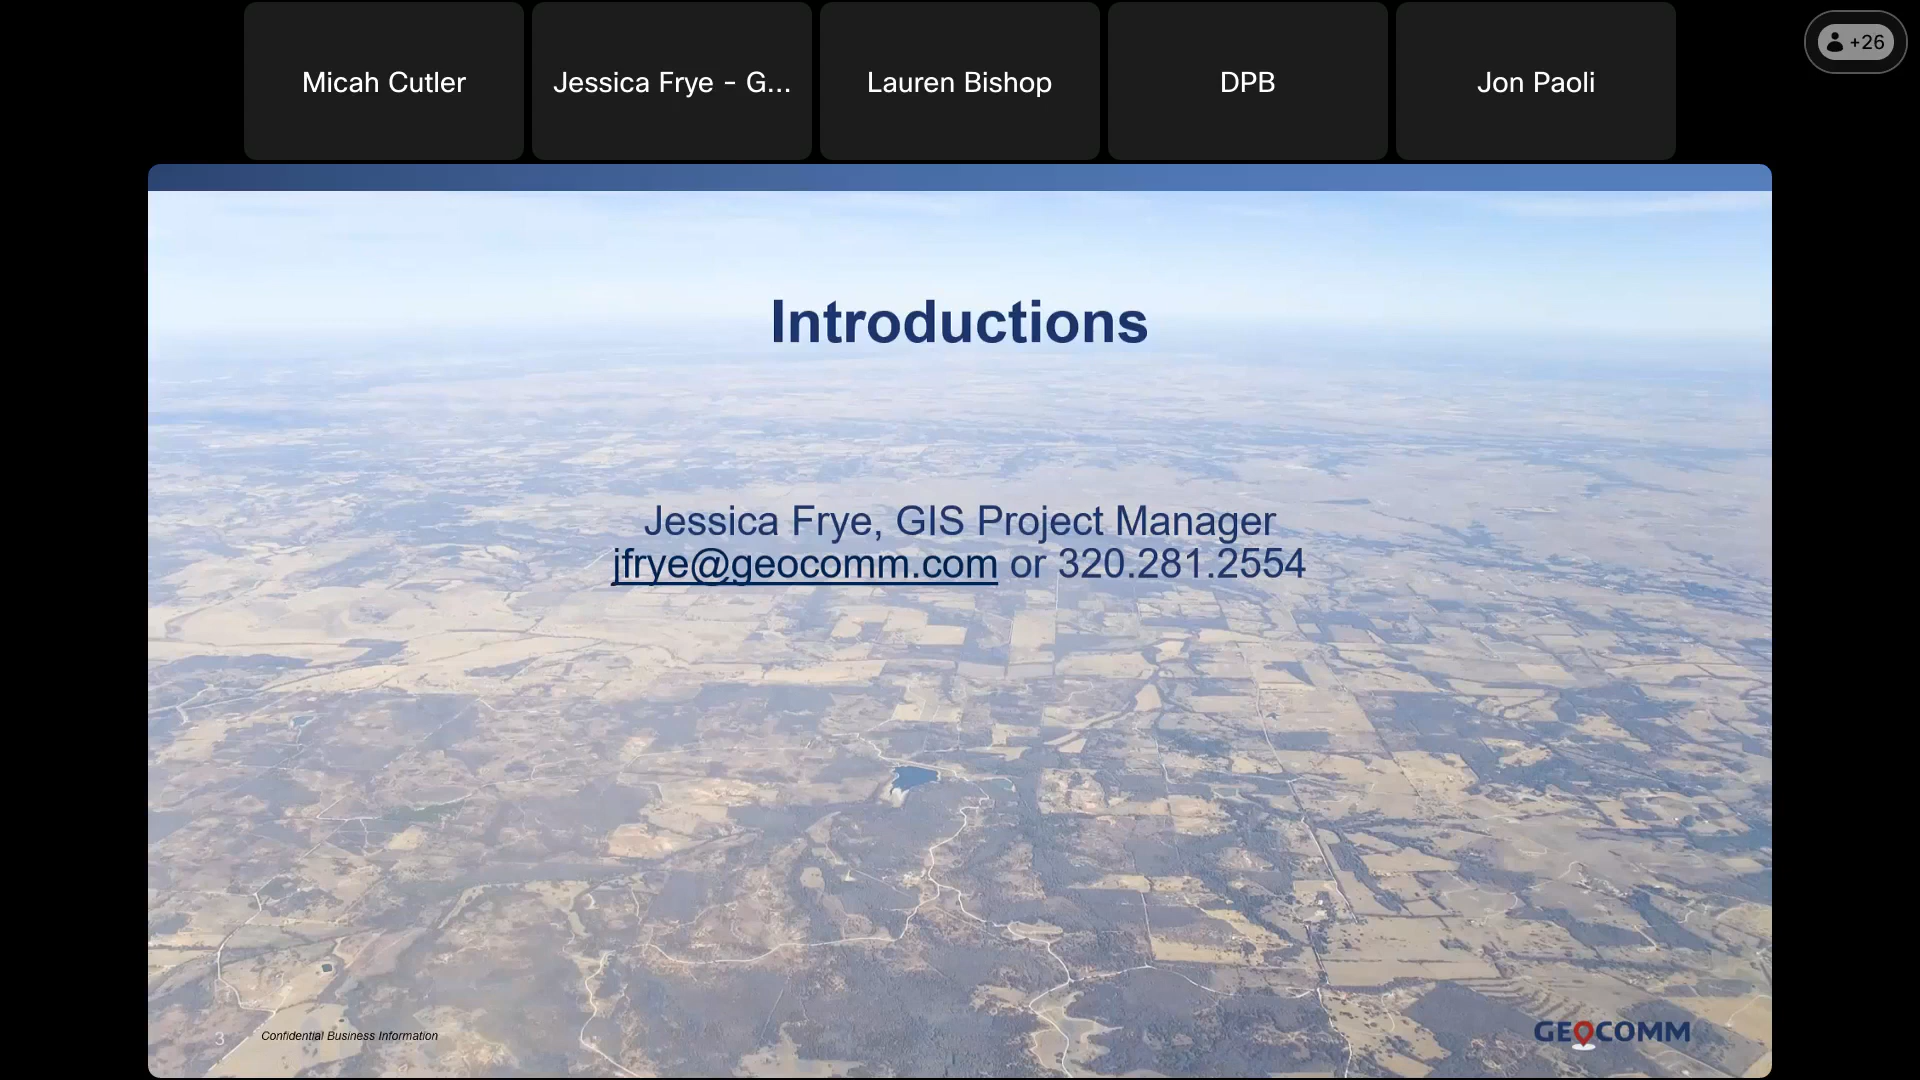 Micah Cutler
Jessica Frye - G...
Lauren Bishop
DPB
Jon Paoli
+26
Introductions
Jessica Frye, GIS Project Manager
jfrye@geocomm.com or 320.281.2554
3
Confidential Business Information
GEOCOMM